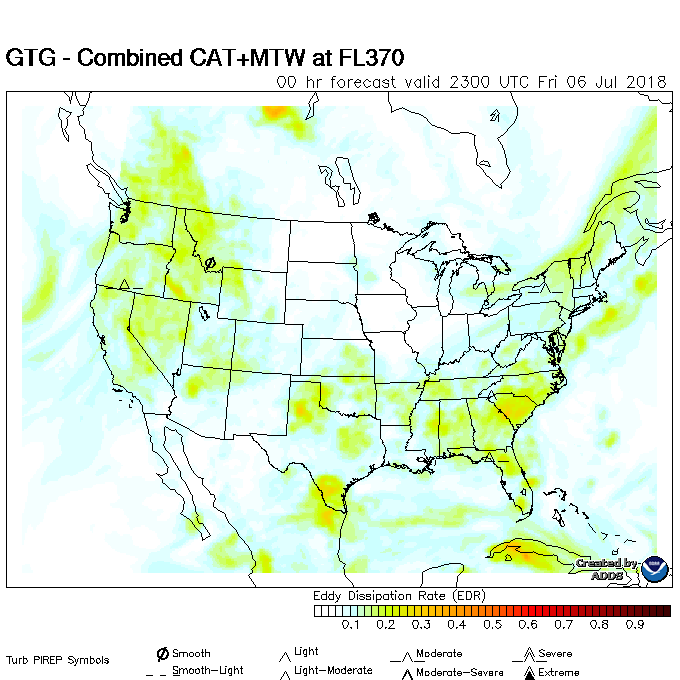 GTG - Combined CAT+MTW at FL370
00 hr forecast valid 2300 UTC Fri 06 Jul 2018
Created by
ADDS
Eddy Dissipation Rate (EDR)
0.1 0.2 0.3 0.4 0.5 0.6 0.7 0.8 0.9
Turb PIREP Symbols
Smooth Light Moderate Severe
Smooth-Light Light-Moderate Moderate-Severe Extreme